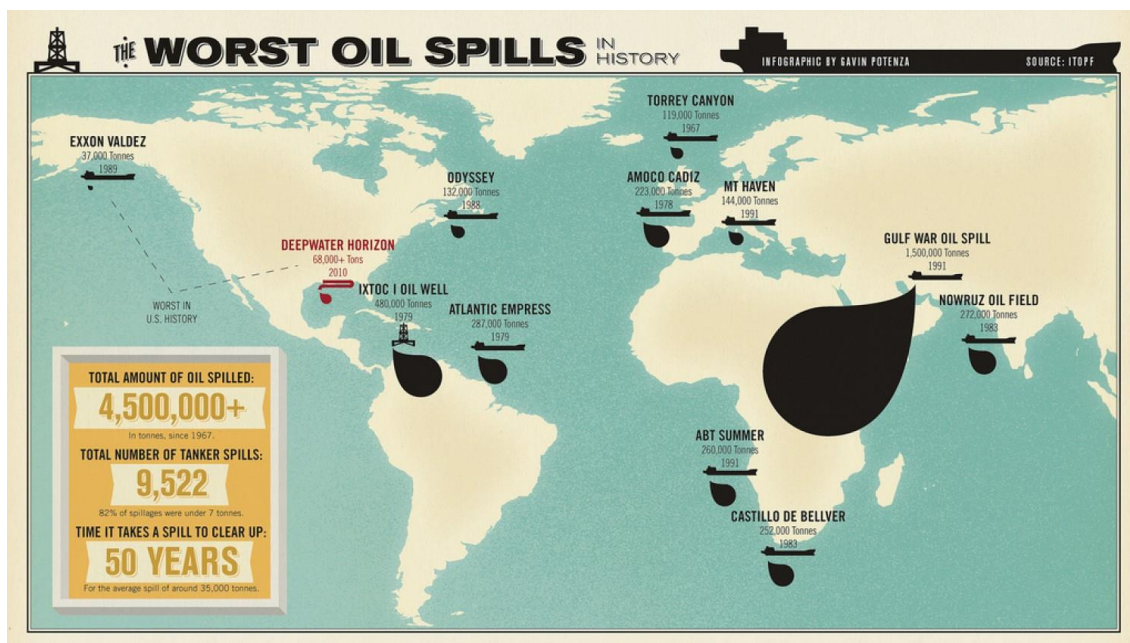 THE WORST OIL SPILLS IN HISTORY
INFOGRAPHIC BY GAVIN POTENZA
SOURCE: ITOPF
EXXON VALDEZ
37,000 Tonnes
1989
TORREY CANYON
119,000 Tonnes
1967
ODYSSEY
132,000 Tonnes
1988
AMOCO CADIZ
223,000 Tonnes
1978
MT HAVEN
144,000 Tonnes
1991
DEEPWATER HORIZON
68,000+ Tons
2010
GULF WAR OIL SPILL
1,500,000 Tonnes
1991
WORST IN
U.S. HISTORY
IXTOC I OIL WELL
480,000 Tonnes
1979
ATLANTIC EMPRESS
287,000 Tonnes
1979
NOWRUZ OIL FIELD
272,000 Tonnes
1983
ABT SUMMER
260,000 Tonnes
1991
CASTILLO DE BELLVER
252,000 Tonnes
1983
TOTAL AMOUNT OF OIL SPILLED:
4,500,000+
In tonnes, since 1967.
TOTAL NUMBER OF TANKER SPILLS:
9,522
82% of spillages were under 7 tonnes.
TIME IT TAKES A SPILL TO CLEAR UP:
50 YEARS
For the average spill of around 35,000 tonnes.